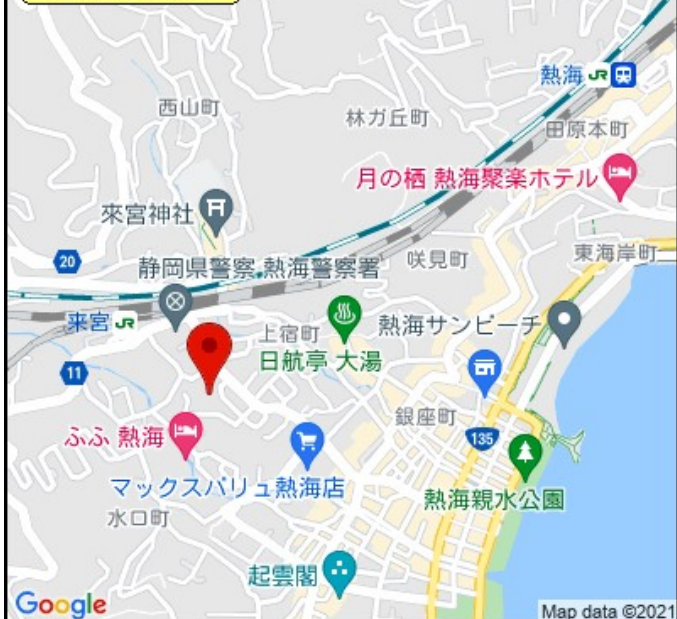 熱海 JR
西山町
林ガ丘町
田原本町
月の栖 熱海聚楽ホテル
來宮神社
20
静岡県警察 熱海警察署
咲見町
東海岸町
来宮 JR
上宿町
熱海サンビーチ
日航亭 大湯
11
銀座町
ふふ 熱海
135
マックスバリュ熱海店
熱海親水公園
水口町
起雲閣
Google
Map data ©2021